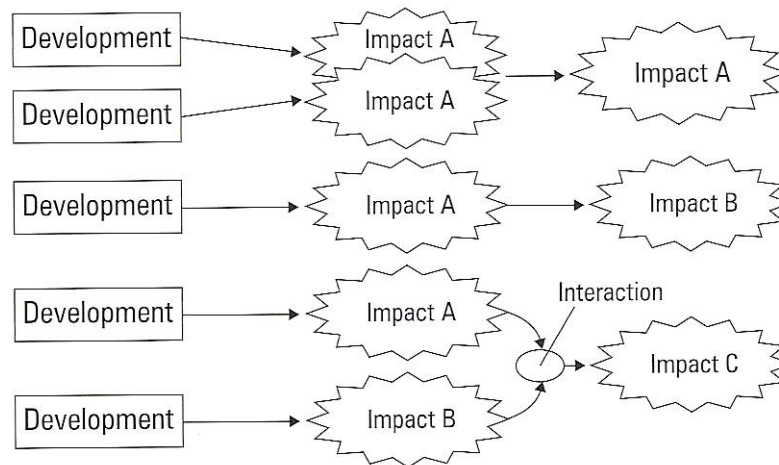 Development
Impact A
Impact A
Development
Impact A
Development
Impact A
Impact B
Interaction
Development
Impact A
Impact C
Development
Impact B